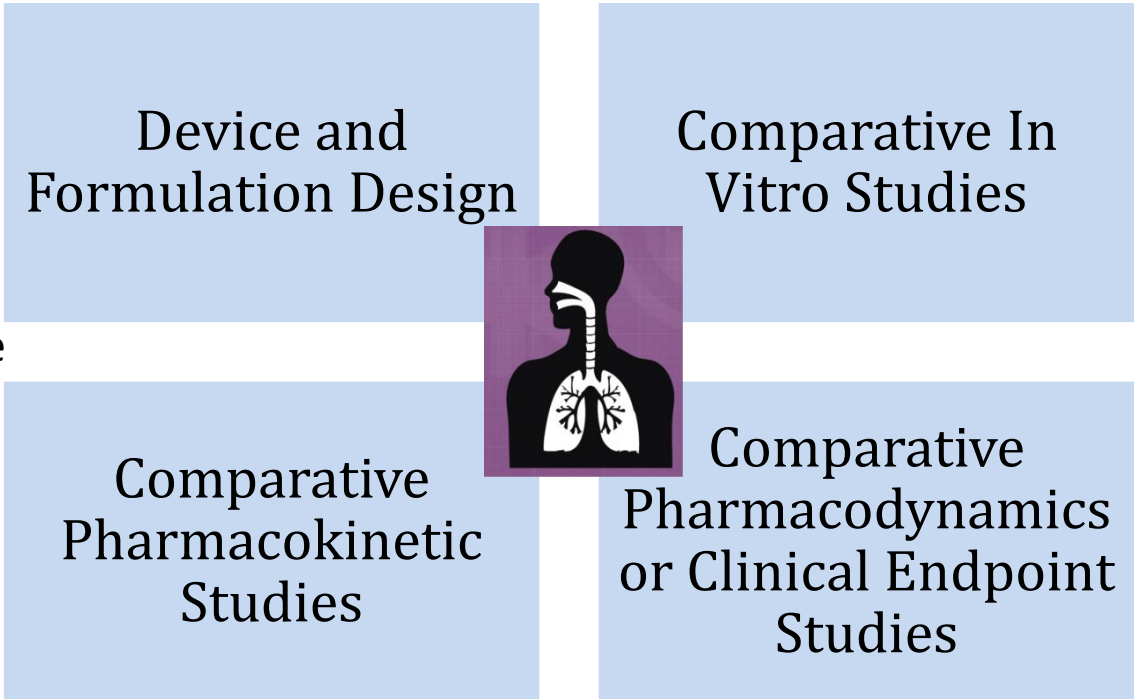 Device and
Formulation Design
Comparative In
Vitro Studies
Comparative
Pharmacokinetic
Studies
Comparative
Pharmacodynamics
or Clinical Endpoint
Studies